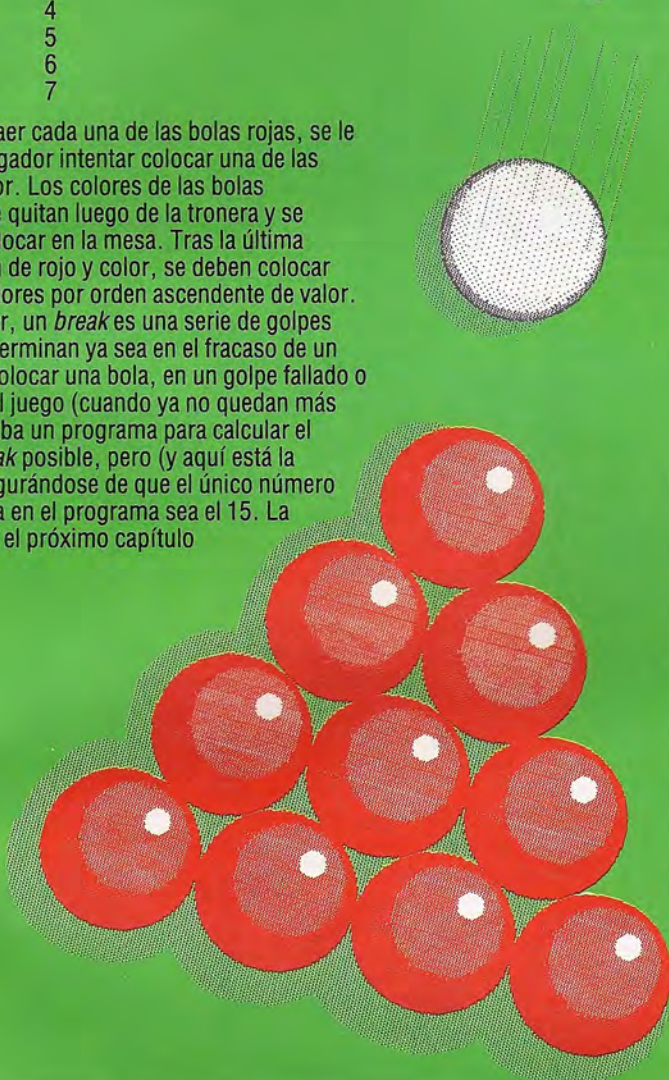 4
5
6
7
aer cada una de las bolas rojas, se le
gador intentar colocar una de las
or. Los colores de las bolas
e quitan luego de la tronera y se
locar en la mesa. Tras la última
n de rojo y color, se deben colocar
ores por orden ascendente de valor.
r, un break es una serie de golpes
erminan ya sea en el fracaso de un
olocar una bola, en un golpe fallado o
l juego (cuando ya no quedan más
ba un programa para calcular el
ak posible, pero (y aquí está la
gurándose de que el único número
a en el programa sea el 15. La
el próximo capítulo